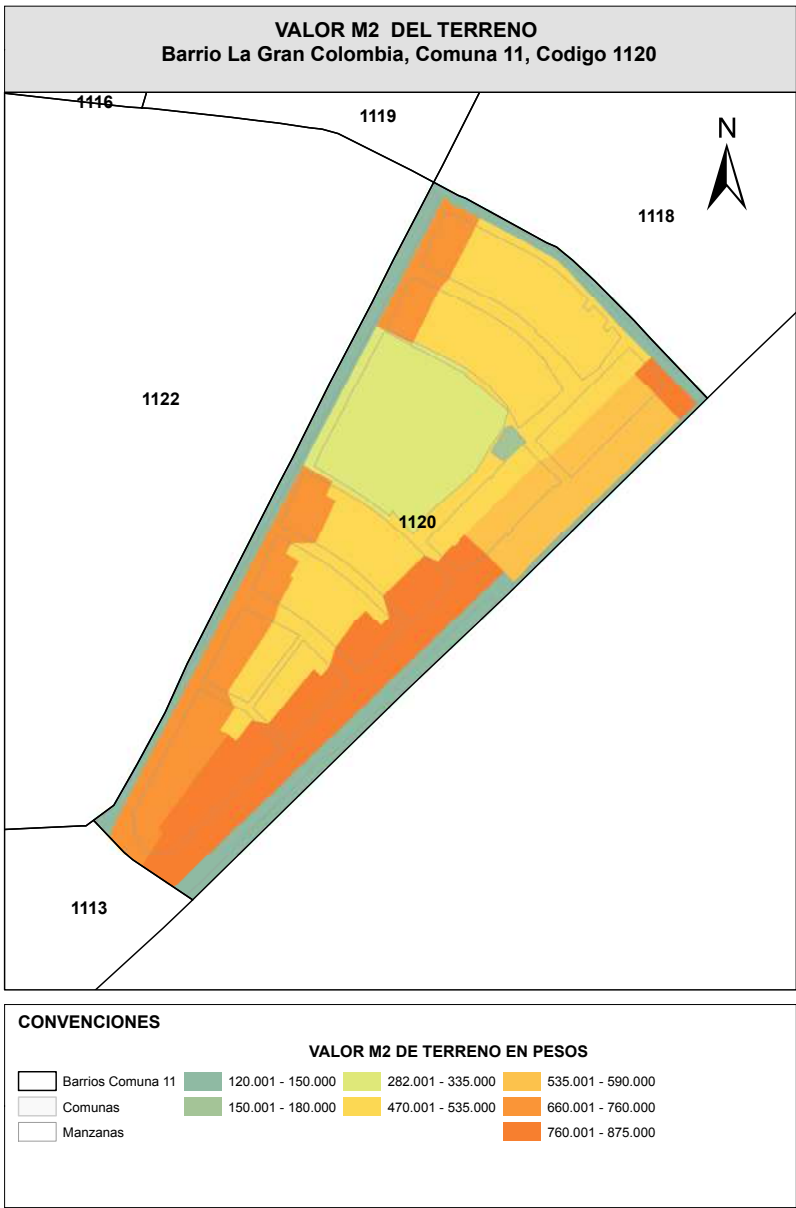 VALOR M2 DEL TERRENO
Barrio La Gran Colombia, Comuna 11, Codigo 1120
1116
1119
N
1118
1122
1120
1113
CONVENCIONES
VALOR M2 DE TERRENO EN PESOS
Barrios Comuna 11 120.001 - 150.000 282.001 - 335.000 535.001 - 590.000
Comunas 150.001 - 180.000 470.001 - 535.000 660.001 - 760.000
Manzanas 760.001 - 875.000